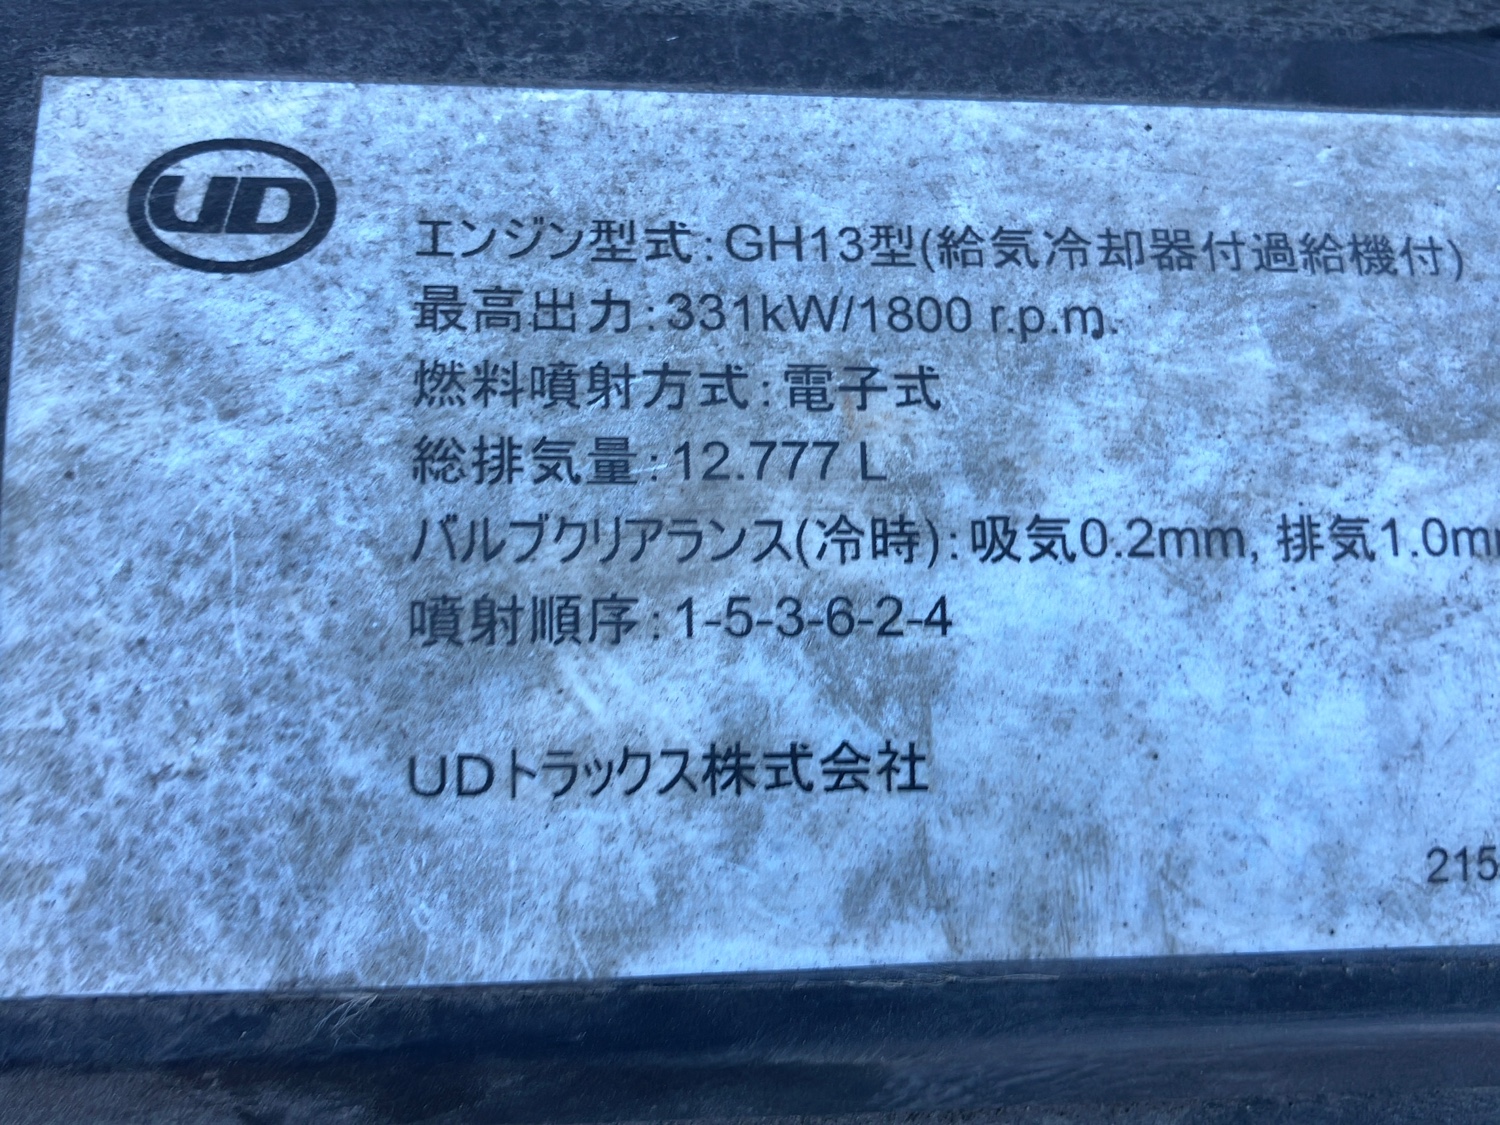 UD
エンジン型式:GH13型(給気冷却器付過給機付)
最高出力:331kW/1800 r.p.m.
燃料噴射方式:電子式
総排気量:12.777 L
バルブクリアランス(冷時):吸気0.2mm, 排気1.0m
噴射順序:1-5-3-6-2-4
UDトラックス株式会社
215